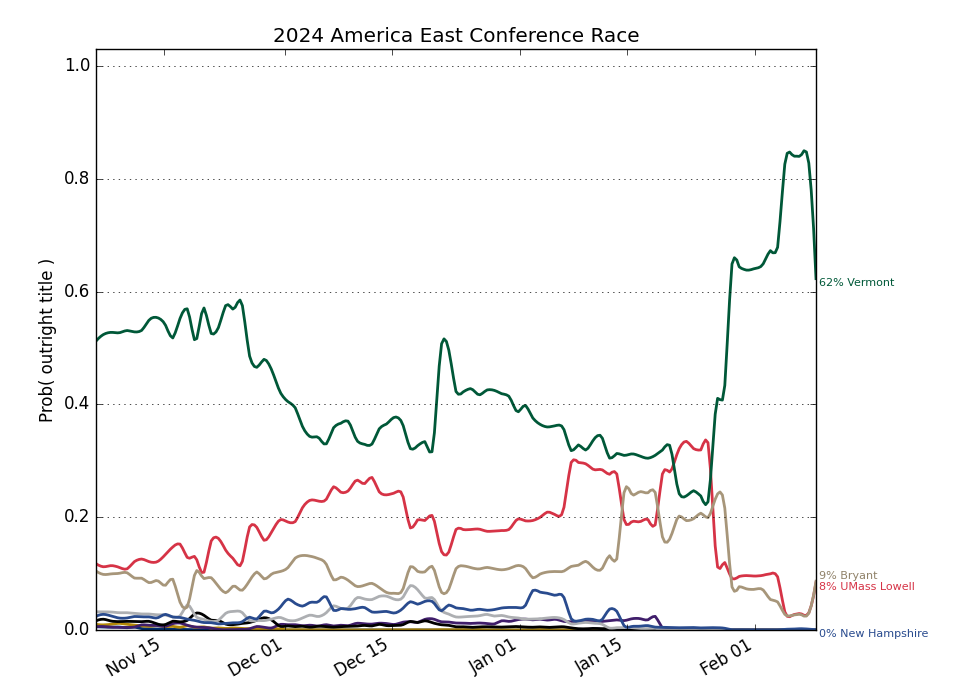 2024 America East Conference Race
Prob( outright title )
1.0
0.8
0.6
0.4
0.2
0.0
62% Vermont
9% Bryant
8% UMass Lowell
0% New Hampshire
Nov 15
Dec 01
Dec 15
Jan 01
Jan 15
Feb 01